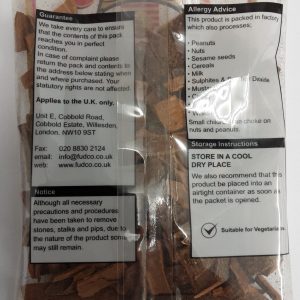 Guarantee
We take every care to ensure
that the contents of this pack
reaches you in perfect
condition.
In case of complaint please
return the pack and contents to
the address below stating when
and where purchased. Your
statutory rights are not affected.
Applies to the U.K. only.
Unit E, Cobbold Road,
Cobbold Estate, Willesden,
London, NW10 9ST
Fax: 020 8830 2124
email: info@fudco.co.uk
web: www.fudco.co.uk
Notice
Although all necessary
precautions and procedures
have been taken to remove
stones, stalks and pips, due to
the nature of the product some
may still remain.
Allergy Advice
This product is packed in factory
which also processes:
• Peanuts
• Nuts
• Sesame seeds
• Cereals
• Milk
• Sulphites &
• Mustard
Small children can choke on
nuts and peanuts.
Storage Instructions
STORE IN A COOL
DRY PLACE
We also recommend that this
product be placed into an
airtight container as soon as
the packet is opened.
Suitable for Vegetarians